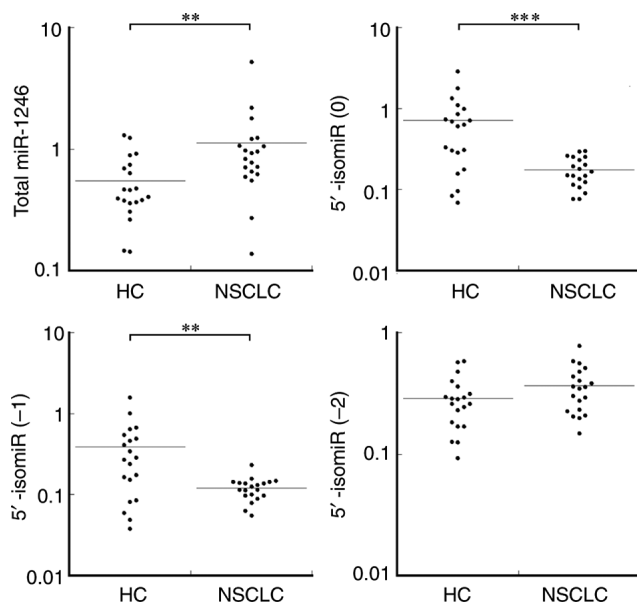 Total miR-1246
10
1
0.1
**
HC
NSCLC
5′ -isomiR (0)
10
1
0.1
0.01
***
HC
NSCLC
5′ -isomiR (−1)
10
1
0.1
0.01
**
HC
NSCLC
5′ -isomiR (−2)
1
0.1
0.01
HC
NSCLC